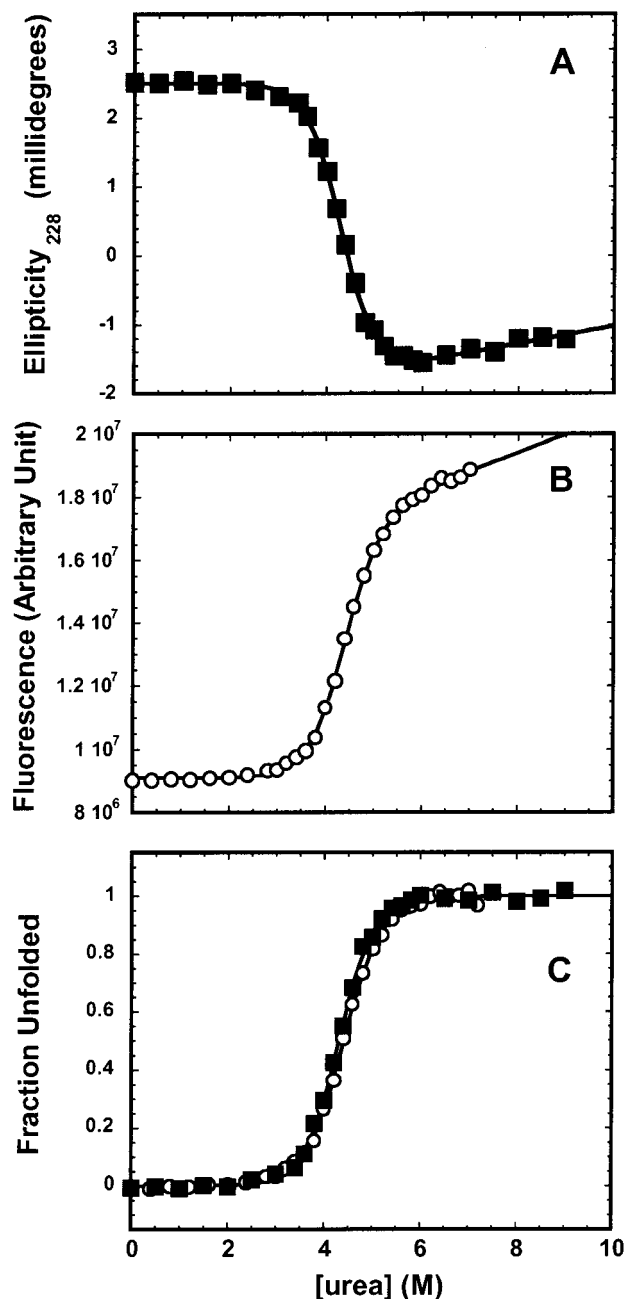 A
Ellipticity228 (millidegrees)
3
2
1
0
-1
-2
B
Fluorescence (Arbitrary Unit)
2 10^7
1.8 10^7
1.6 10^7
1.4 10^7
1.2 10^7
1 10^7
8 10^6
C
Fraction Unfolded
1
0.8
0.6
0.4
0.2
0
0 2 4 6 8 10
[urea] (M)